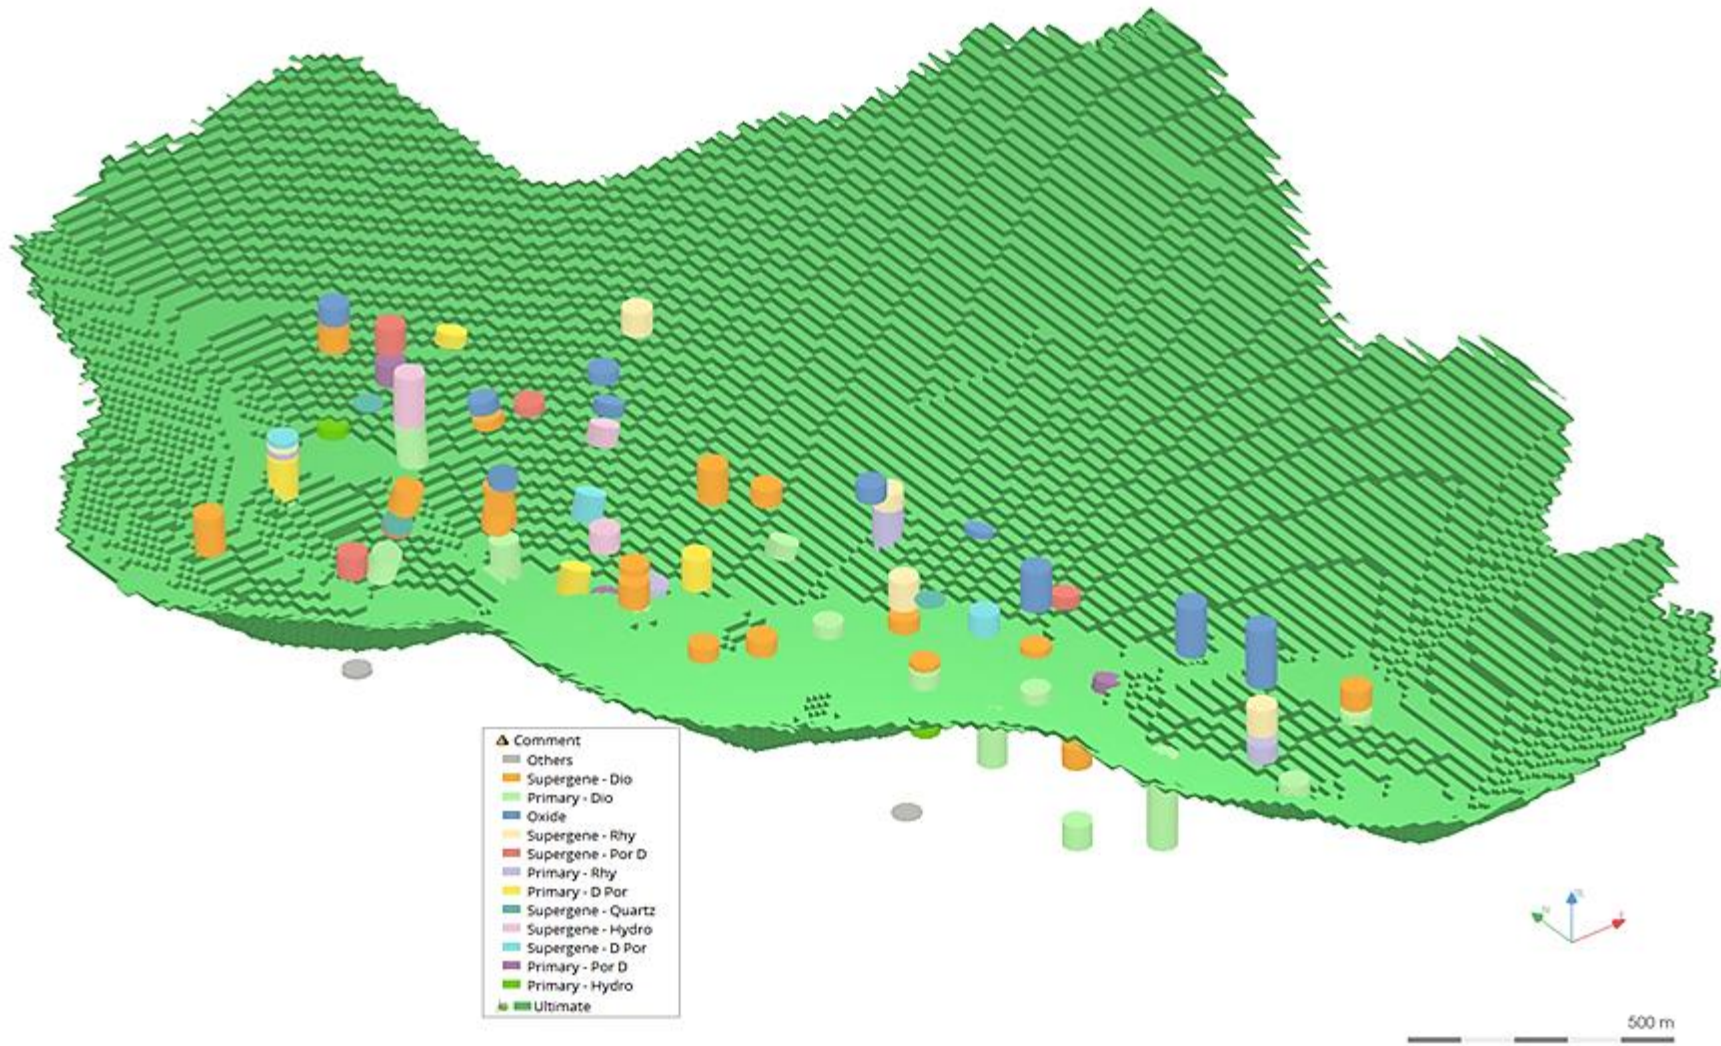 Comment
Others
Supergene - Dio
Primary - Dio
Oxide
Supergene - Rhy
Supergene - Por D
Primary - Rhy
Primary - D Por
Supergene - Quartz
Supergene - Hydro
Supergene - D Por
Primary - Por D
Primary - Hydro
Ultimate
N
500 m